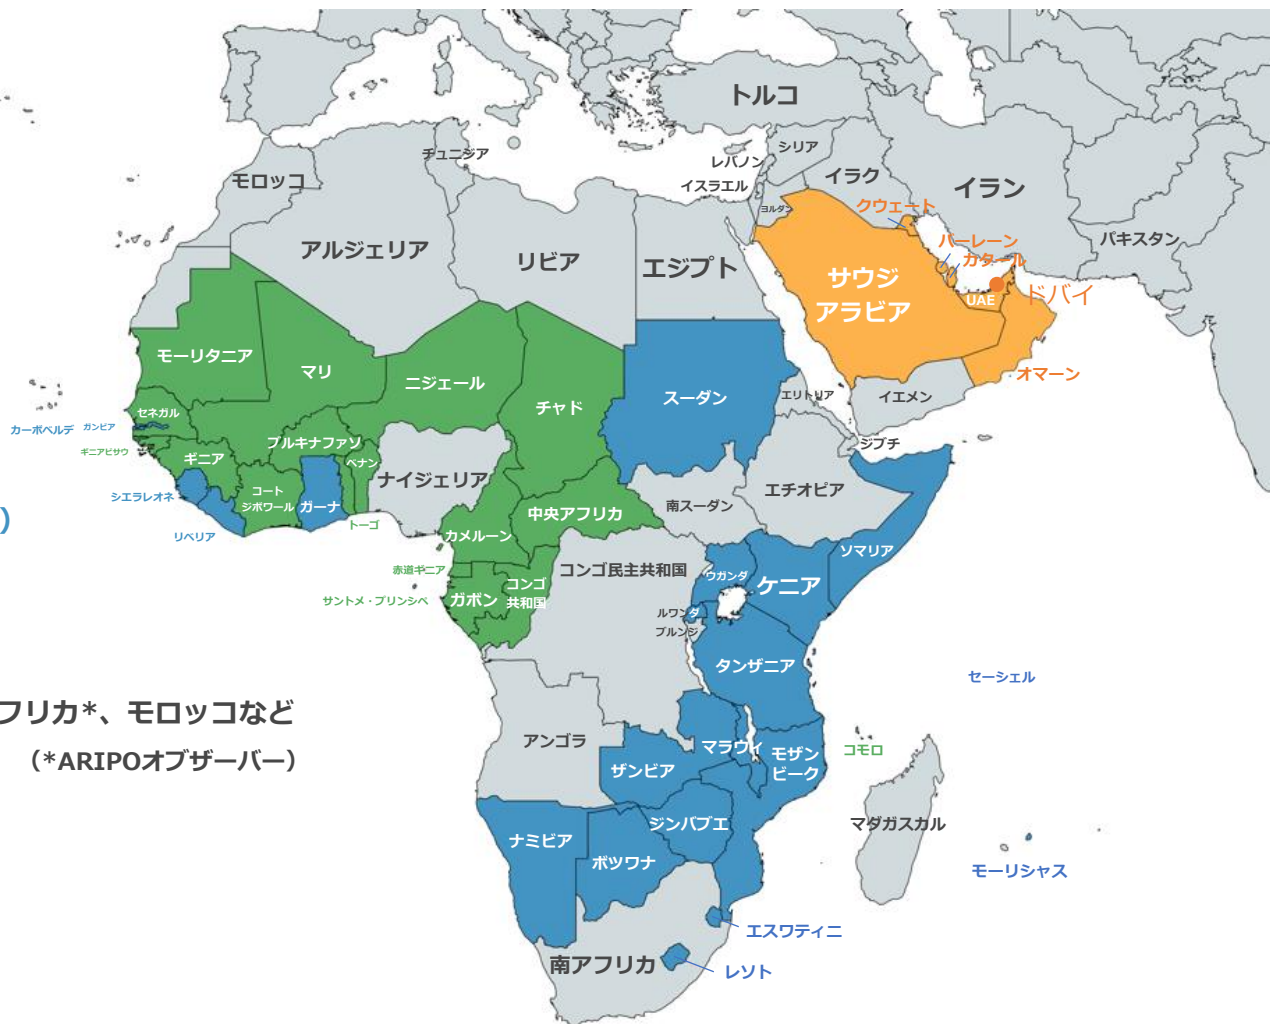 トルコ
シリア
レバノン
イスラエル
チュニジア
モロッコ
イラク
イラン
ヨルダン
クウェート
アルジェリア
リビア
エジプト
バーレーン
カタール
パキスタン
サウジ
アラビア
UAE
ドバイ
モーリタニア
マリ
ニジェール
チャド
スーダン
エリトリア
イエメン
オマーン
セネガル
カーボベルデ
ガンビア
ギニアビサウ
ギニア
ブルキナファソ
ベナン
ナイジェリア
ジブチ
シエラレオネ
コート
ジボワール
ガーナ
中央アフリカ
南スーダン
エチオピア
)
リベリア
トーゴ
カメルーン
ソマリア
赤道ギニア
コンゴ民主共和国
ウガンダ
ケニア
サントメ・プリンシペ
ガボン
コンゴ
共和国
ルワンダ
ブルンジ
タンザニア
セーシェル
フリカ*、モロッコなど
(*ARIPOオブザーバー)
アンゴラ
マラウィ
モザン
ビーク
コモロ
ザンビア
ジンバブエ
マダガスカル
ナミビア
ボツワナ
モーリシャス
エスワティニ
南アフリカ
レソト